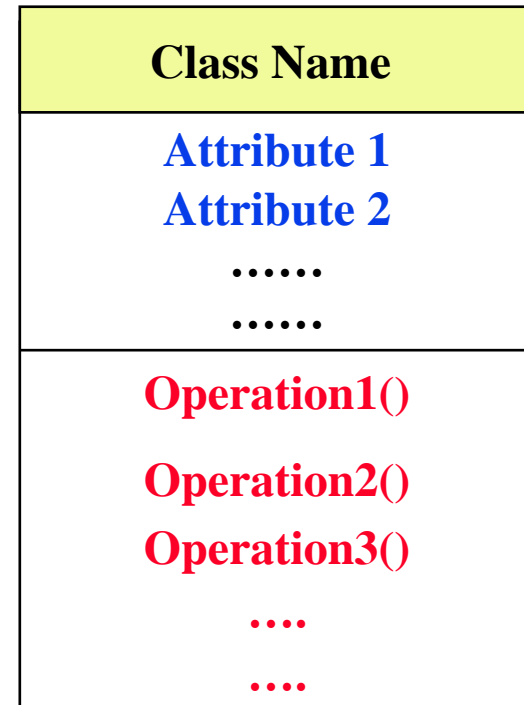 Class Name
Attribute 1
Attribute 2
……
……
Operation1()
Operation2()
Operation3()
….
….